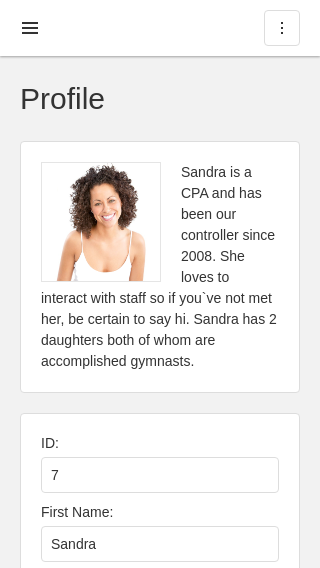 Profile
Sandra is a
CPA and has
been our
controller since
2008. She
loves to
interact with staff so if you`ve not met
her, be certain to say hi. Sandra has 2
daughters both of whom are
accomplished gymnasts.
ID:
7
First Name:
Sandra